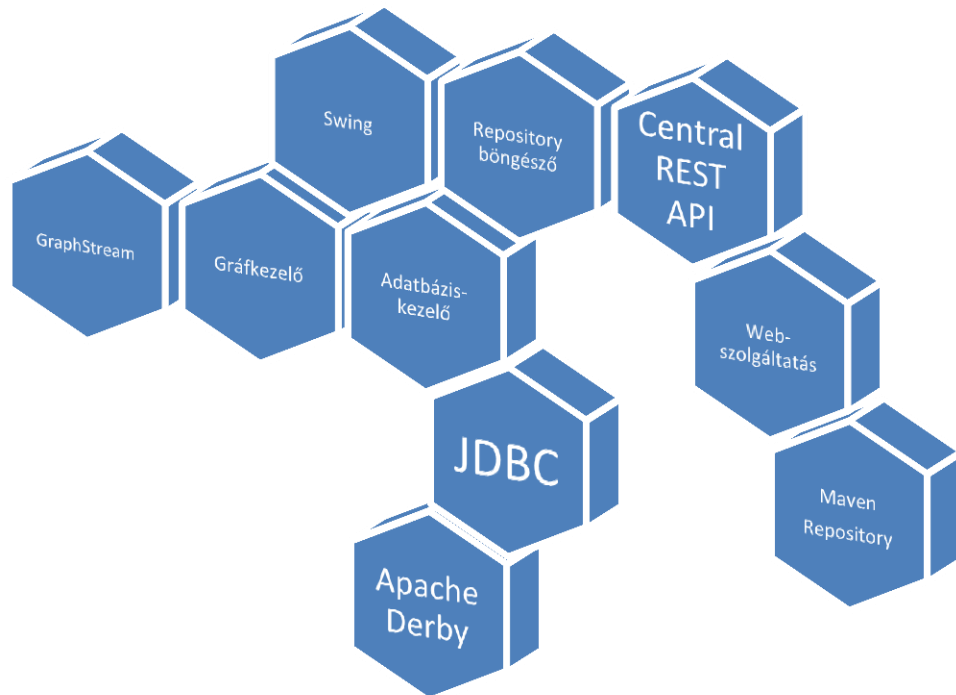 Swing
Repository
böngésző
Central
REST
API
GraphStream
Gráfkezelő
Adatbázis-
kezelő
Web-
szolgáltatás
JDBC
Maven
Repository
Apache
Derby